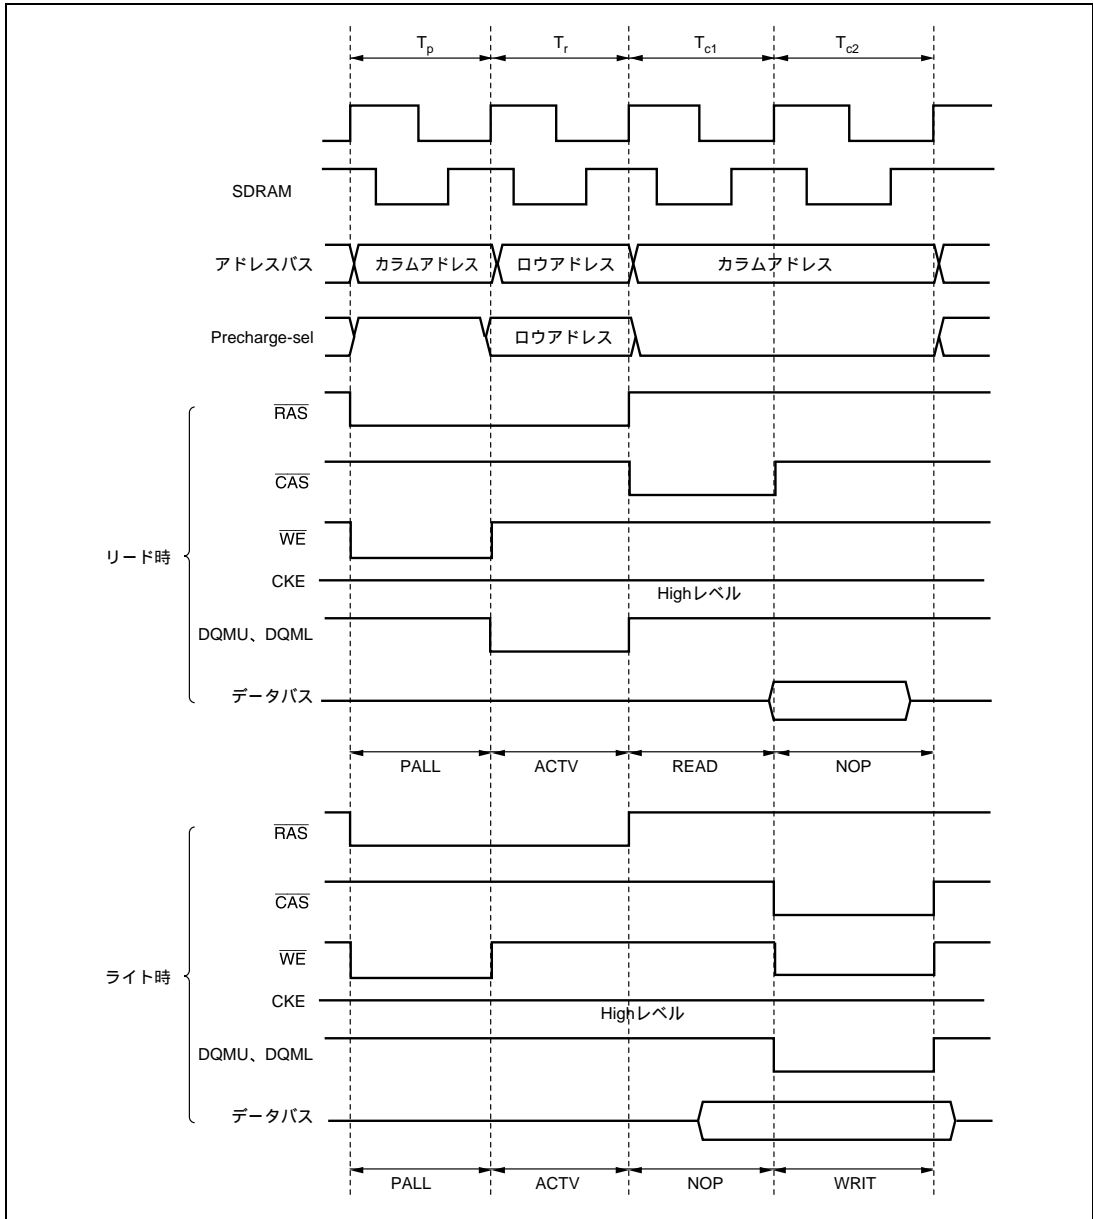 Tp Tr Tc1 Tc2
SDRAM
アドレスバス カラムアドレス ロウアドレス カラムアドレス
Precharge-sel ロウアドレス
リード時
RAS
CAS
WE
CKE Highレベル
DQMU、DQML
データバス
PALL ACTV READ NOP
ライト時
RAS
CAS
WE
CKE Highレベル
DQMU、DQML
データバス
PALL ACTV NOP WRIT